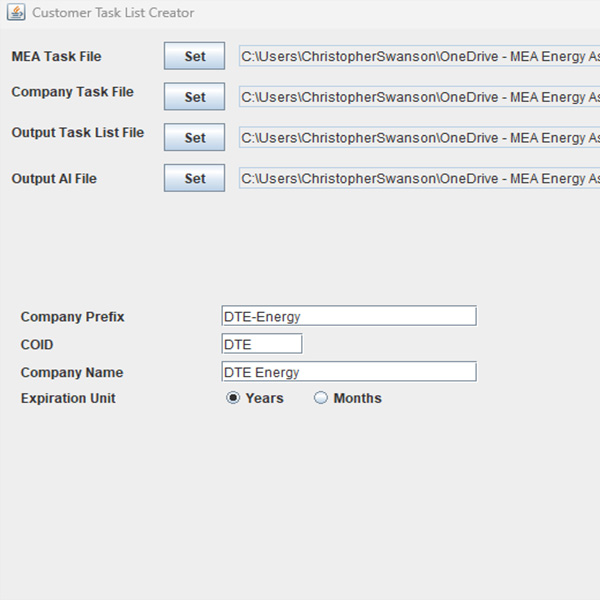 Customer Task List Creator
MEA Task File Set C:\Users\ChristopherSwanson\OneDrive - MEA Energy As
Company Task File Set C:\Users\ChristopherSwanson\OneDrive - MEA Energy As
Output Task List File Set C:\Users\ChristopherSwanson\OneDrive - MEA Energy As
Output AI File Set C:\Users\ChristopherSwanson\OneDrive - MEA Energy As
Company Prefix DTE-Energy
COID DTE
Company Name DTE Energy
Expiration Unit Years Months